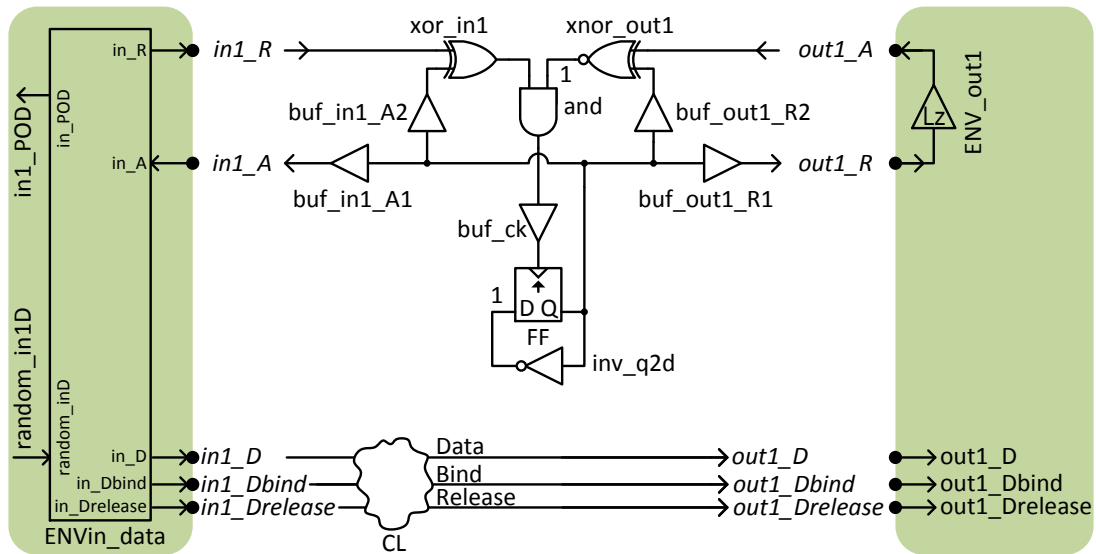 xor_in1
xnor_out1
in_R
in1_R
out1_A
in_POD
in1_POD
1
and
buf_in1_A2
buf_out1_R2
Lz
ENV_out1
in_A
in1_A
out1_R
buf_in1_A1
buf_out1_R1
buf_ck
1
D Q
FF
inv_q2d
random_in1D
random_inD
in_D
in1_D
Data
out1_D
out1_D
in_Dbind
in1_Dbind
Bind
out1_Dbind
out1_Dbind
in_Drelease
in1_Drelease
Release
out1_Drelease
out1_Drelease
ENVin_data
CL